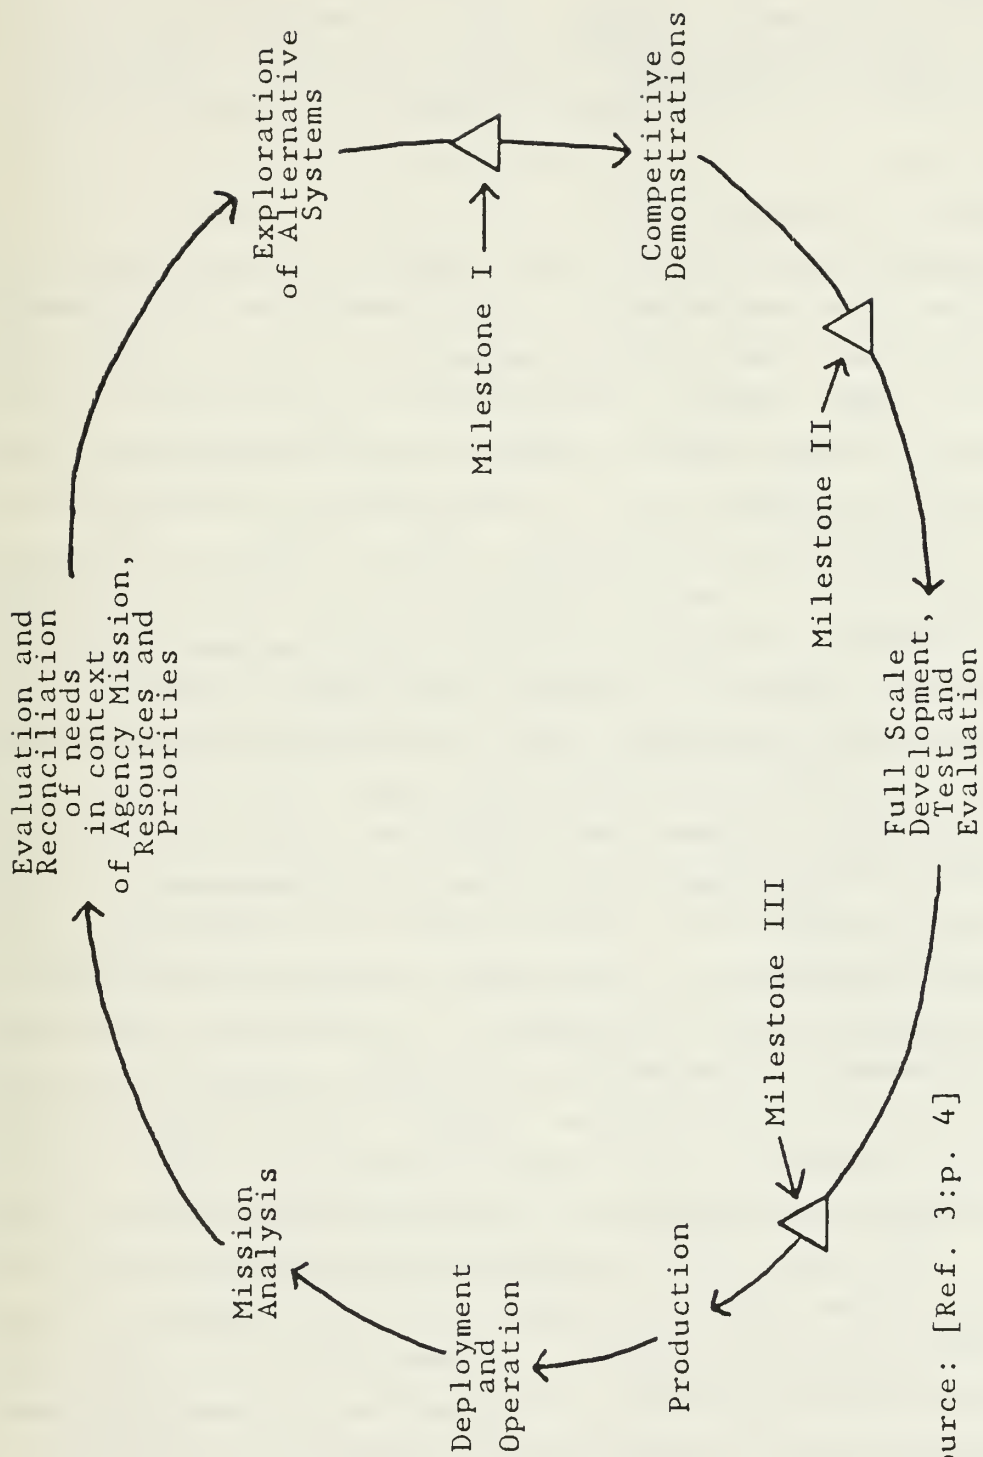 Evaluation and
Reconciliation
of needs
in context
of Agency Mission,
Resources and
Priorities
Exploration
of Alternative
Systems
Milestone I
Competitive
Demonstrations
Milestone II
Full Scale
Development,
Test and
Evaluation
Milestone III
Production
Deployment
and
Operation
Mission
Analysis
ource: [Ref. 3:p. 4]